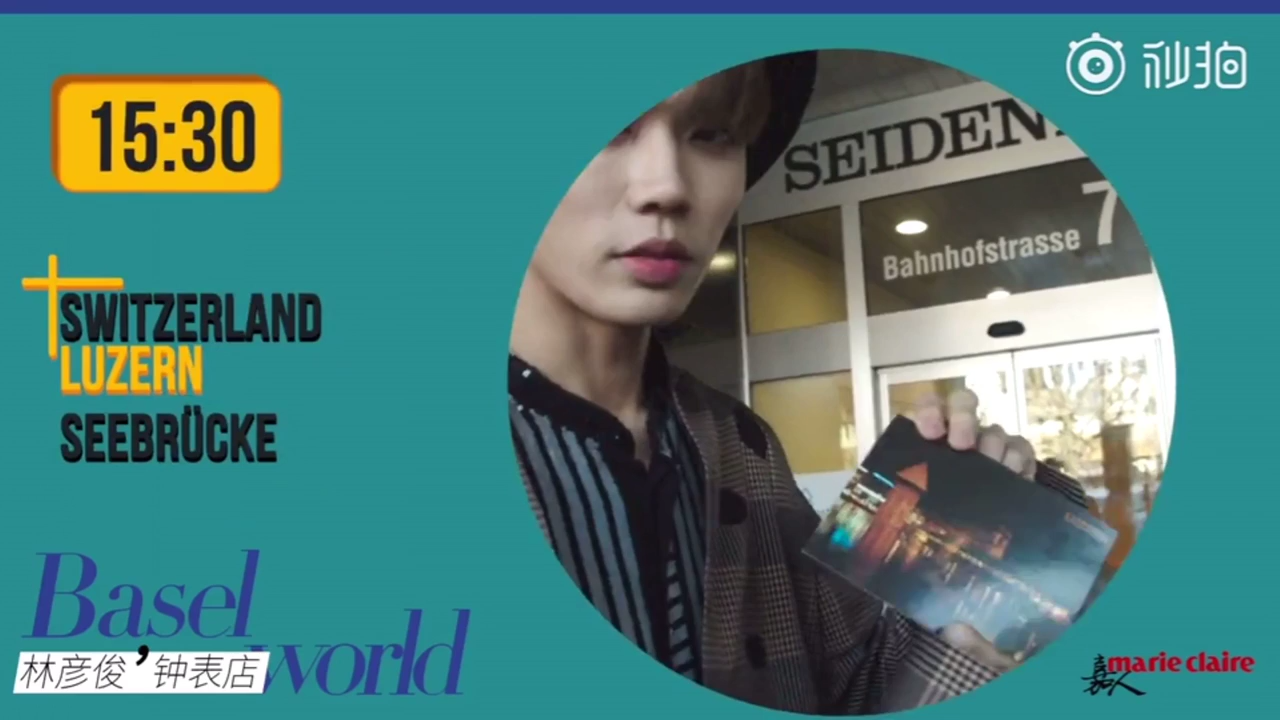 秒拍
15:30
SEIDEN
7
Bahnhofstrasse
SWITZERLAND
LUZERN
SEEBRÜCKE
Basel
world
林彦俊’钟表店
marie claire
嘉人